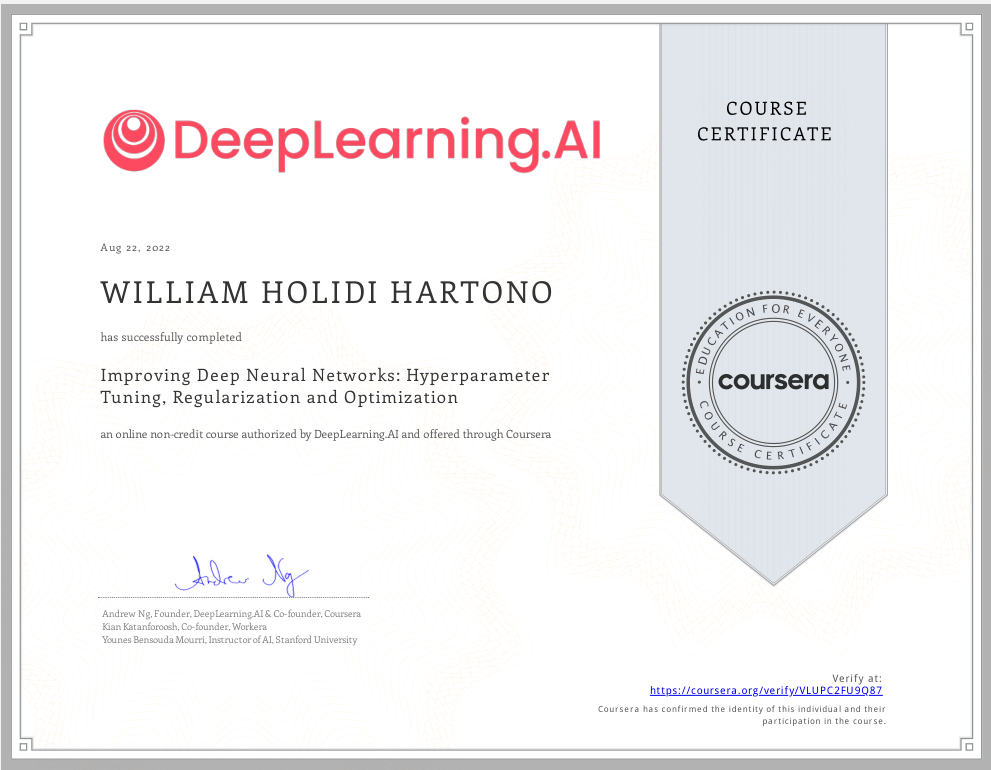 DeepLearning.AI
COURSE
CERTIFICATE
Aug 22, 2022
WILLIAM HOLIDI HARTONO
has successfully completed
Improving Deep Neural Networks: Hyperparameter
Tuning, Regularization and Optimization
an online non-credit course authorized by DeepLearning.AI and offered through Coursera
EDUCATION FOR EVERYONE
coursera
COURSE CERTIFICATE
Andrew Ng
Andrew Ng, Founder, DeepLearning.AI & Co-founder, Coursera
Kian Katanforoosh, Co-founder, Workera
Younes Bensouda Mourri, Instructor of AI, Stanford University
Verify at:
https://coursera.org/verify/VLUPC2FU9Q87
Coursera has confirmed the identity of this individual and their
participation in the course.